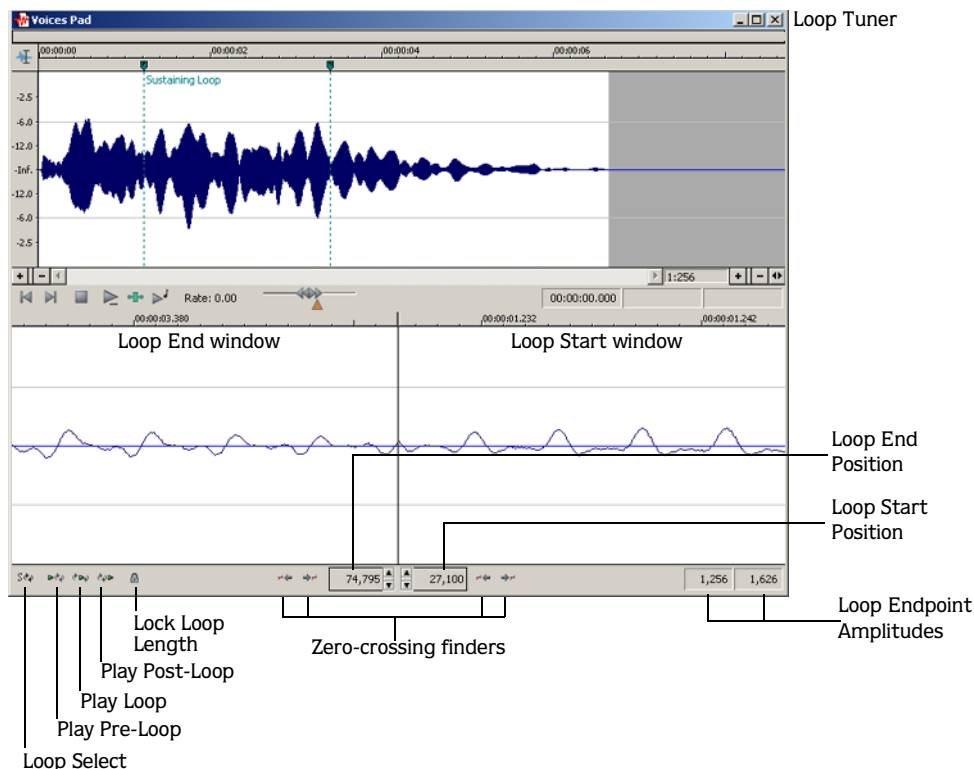 Voices Pad
Loop Tuner
00:00:00 00:00:02 00:00:04 00:00:06
Sustaining Loop
-2.5
-6.0
-12.0
-Inf.
-12.0
-6.0
-2.5
1:256
Rate: 0.00
00:00:00.000
00:00:03.380 00:00:01.232 00:00:01.242
Loop End window Loop Start window
Loop End
Position
Loop Start
Position
74,795 27,100 1,256 1,626
Loop Endpoint
Amplitudes
Lock Loop
Length
Zero-crossing finders
Play Post-Loop
Play Loop
Play Pre-Loop
Loop Select